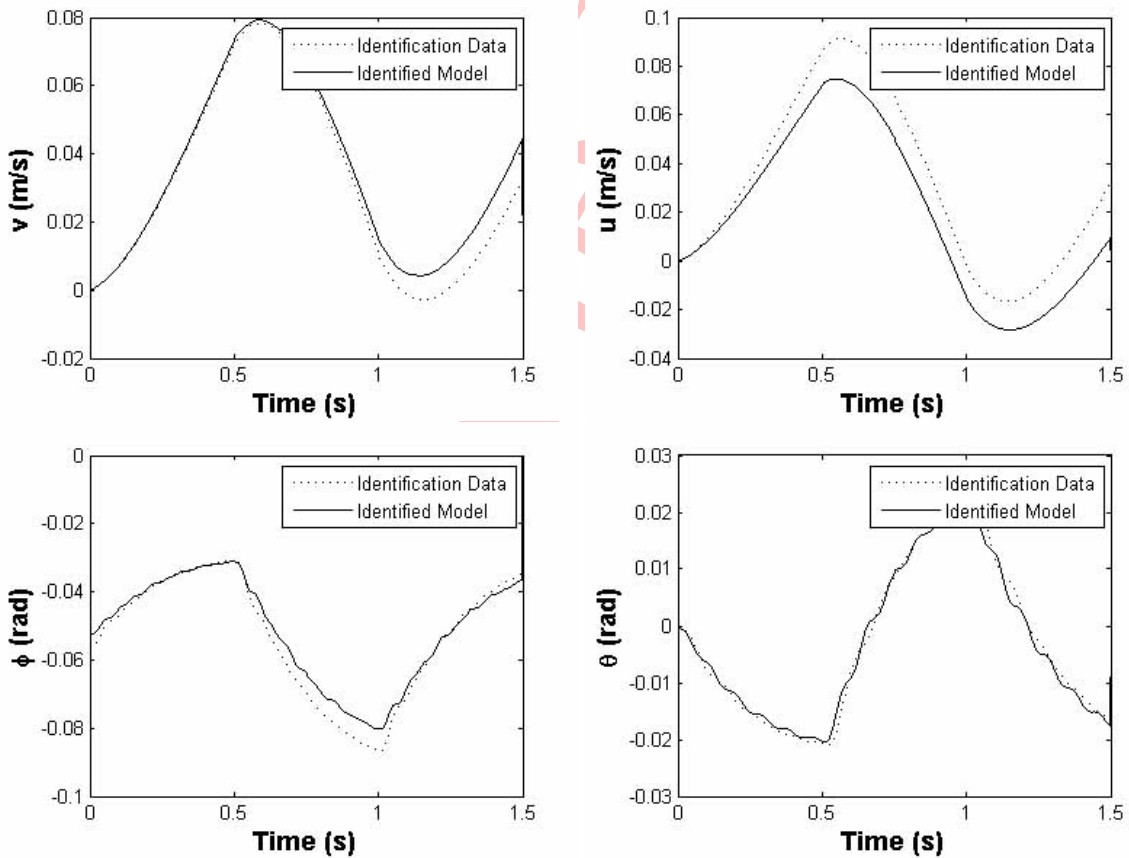 0.08
0.06
0.04
0.02
0
-0.02
v (m/s)
Identification Data
Identified Model
0
0.5
1
1.5
Time (s)
0.1
0.08
0.06
0.04
0.02
0
-0.02
-0.04
u (m/s)
Identification Data
Identified Model
0
0.5
1
1.5
Time (s)
0
-0.02
-0.04
-0.06
-0.08
-0.1
ϕ (rad)
Identification Data
Identified Model
0
0.5
1
1.5
Time (s)
0.03
0.02
0.01
0
-0.01
-0.02
-0.03
θ (rad)
Identification Data
Identified Model
0
0.5
1
1.5
Time (s)